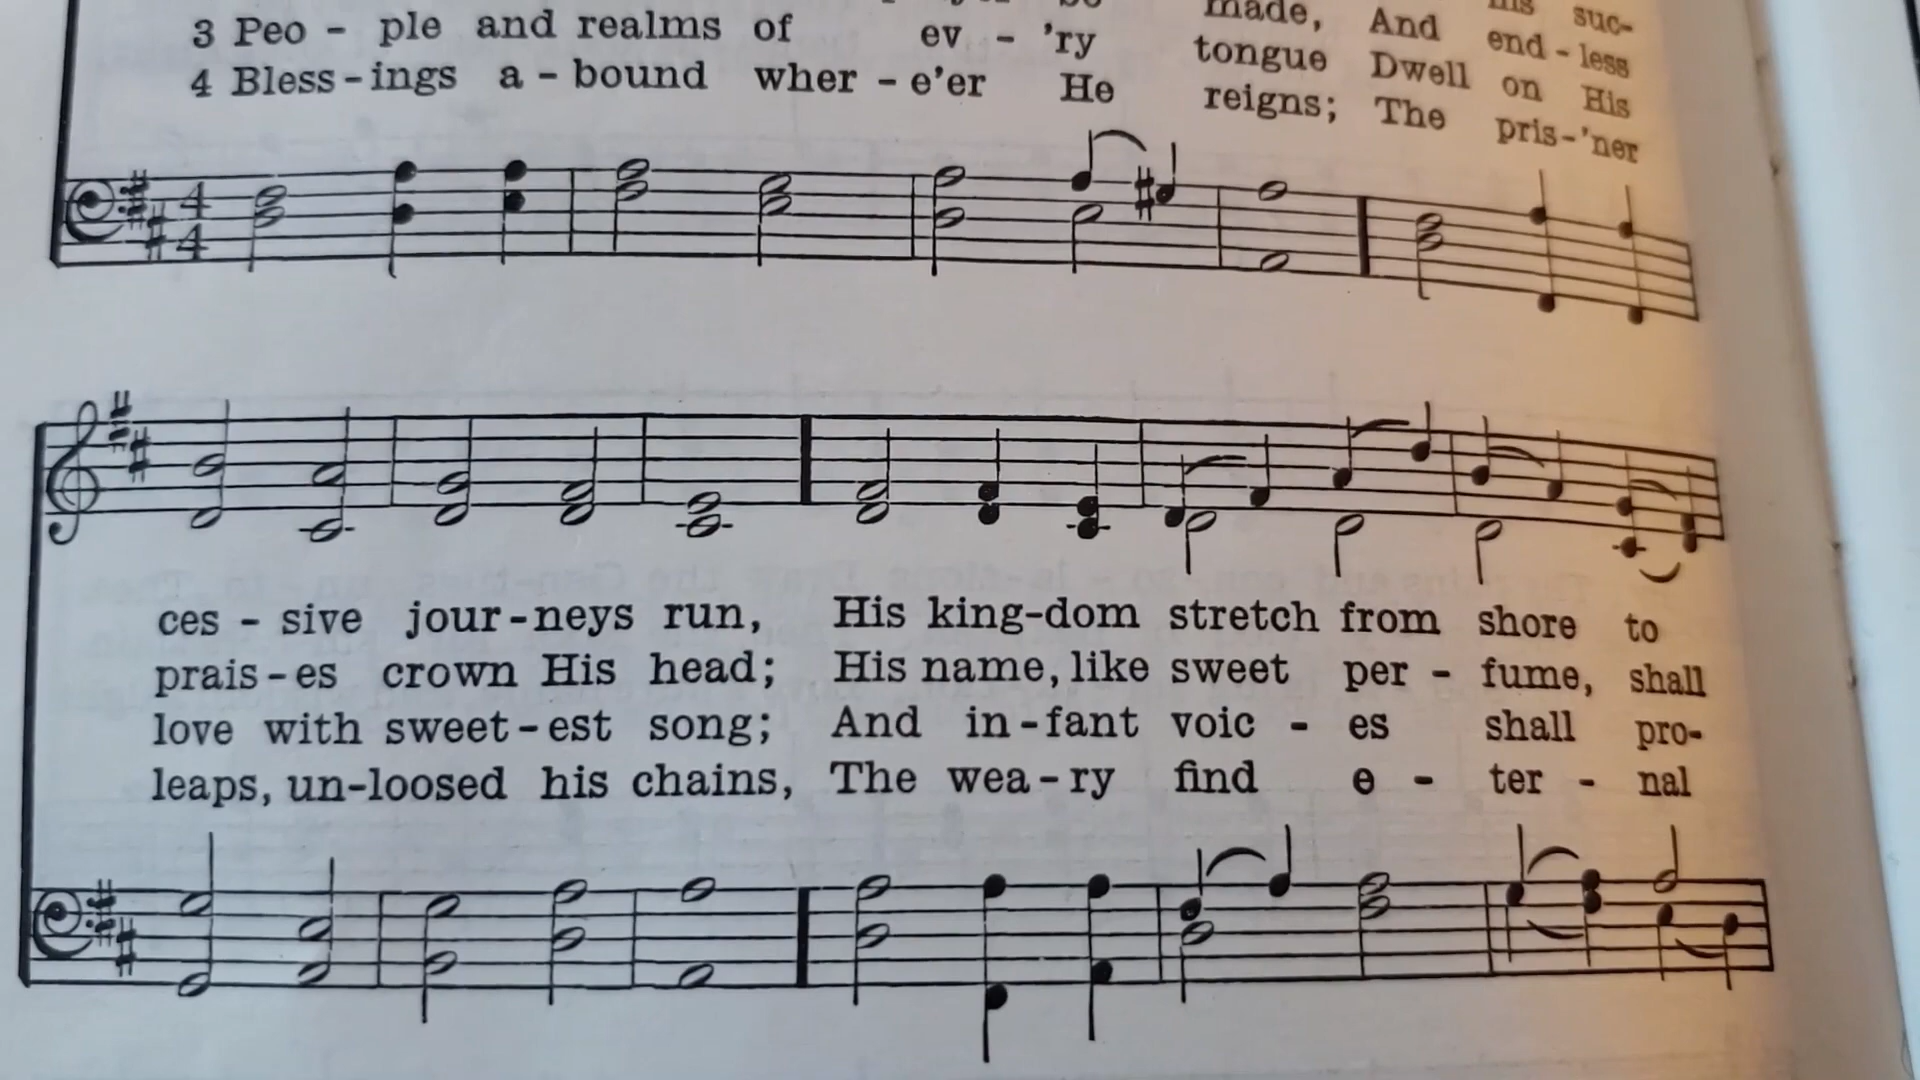 made, And his suc-
3 Peo - ple and realms of ev - 'ry tongue Dwell on His
4 Bless - ings a - bound wher - e'er He reigns; The pris - 'ner
end - less
4
4
ces - sive jour - neys run, His king - dom stretch from shore to
prais - es crown His head; His name, like sweet per - fume, shall
love with sweet - est song; And in - fant voic - es shall pro-
leaps, un - loosed his chains, The wea - ry find e - ter - nal